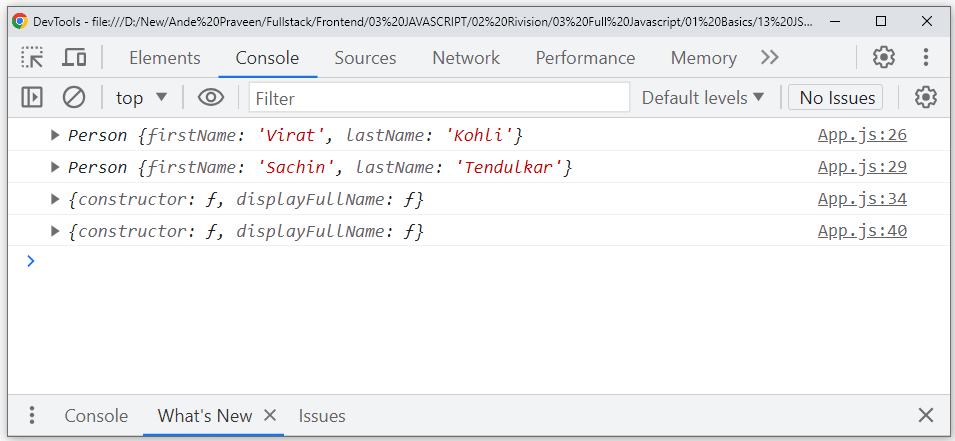 DevTools - file:///D:/New/Ande%20Praveen/Fullstack/Frontend/03%20JAVASCRIPT/02%20Rivision/03%20Full%20Javascript/01%20Basics/13%20JS...
Elements Console Sources Network Performance Memory
top Filter Default levels No Issues
Person {firstName: 'Virat', lastName: 'Kohli'} App.js:26
Person {firstName: 'Sachin', lastName: 'Tendulkar'} App.js:29
{constructor: ƒ, displayFullName: ƒ} App.js:34
{constructor: ƒ, displayFullName: ƒ} App.js:40
Console What's New Issues